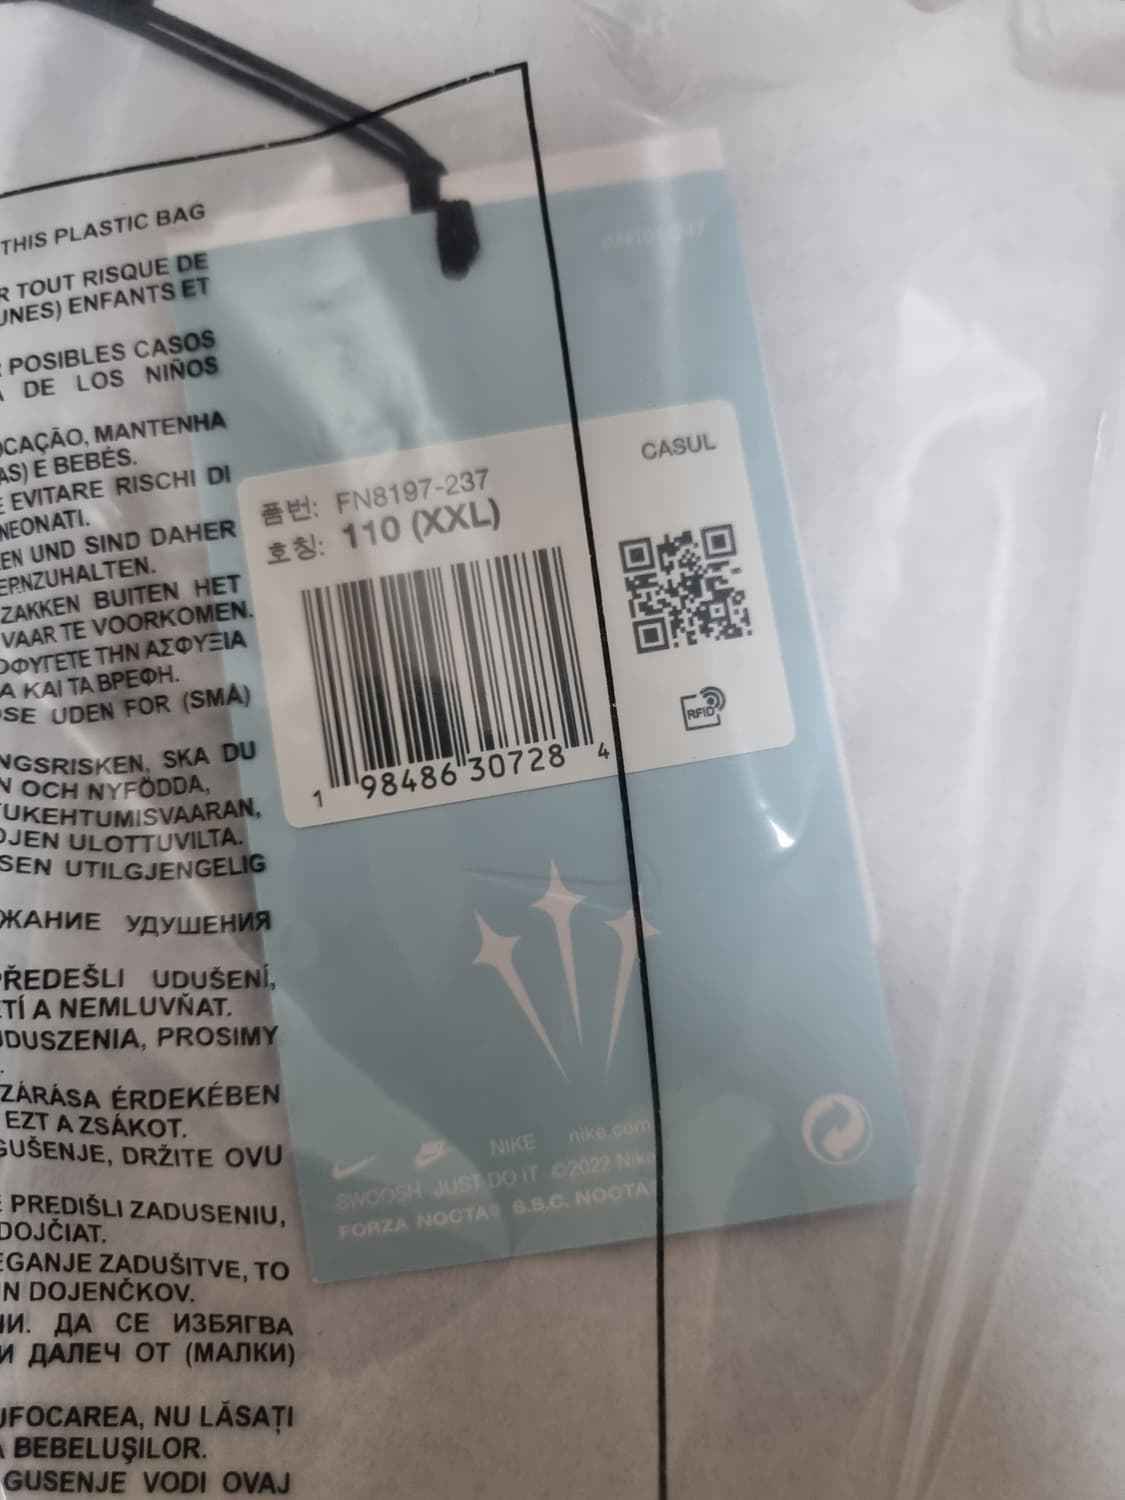 THIS PLASTIC BAG
R TOUT RISQUE DE
UNES) ENFANTS ET
POSIBLES CASOS
DE LOS NIÑOS
OCAÇÃO, MANTENHA
AS) E BEBÉS.
EVITARE RISCHI DI
NEONATI.
EN UND SIND DAHER
ERNZUHALTEN.
ZAKKEN BUITEN HET
VAAR TE VOORKOMEN.
ΟΦΥΓΕΤΕ ΤΗΝ ΑΣΦΥΞΙΑ
Α ΚΑΙ ΤΑ ΒΡΕΦΗ.
OSE UDEN FOR (SMÅ)
NGSRISKEN, SKA DU
N OCH NYFÖDDA,
TUKEHTUMISVAARAN,
OJEN ULOTTUVILTA.
SEN UTILGJENGELIG
ЖАНИЕ УДУШЕНИЯ
PŘEDEŠLI UDUŠENÍ,
ĚTÍ A NEMLUVŇAT.
UDUSZENIA, PROSIMY
ZÁRÁSA ÉRDEKÉBEN
EZT A ZSÁKOT.
GUŠENJE, DRŽITE OVU
PREDIŠLI ZADUSENIU,
DOJČIAT.
EGANJE ZADUŠITVE, TO
IN DOJENČKOV.
НИ. ДА СЕ ИЗБЯГВА
И ДАЛЕЧ ОТ (МАЛКИ)
UFOCAREA, NU LĂSAȚI
BEBELUŞILOR.
GUSENJE VODI OVAJ
CASUL
품번: FN8197-237
호칭: 110 (XXL)
1 98486 30728 4
RFID
NIKE nike.com
SWOOSH JUST DO IT ©2022 Nike
FORZA NOCTA® S.S.C. NOCTA®